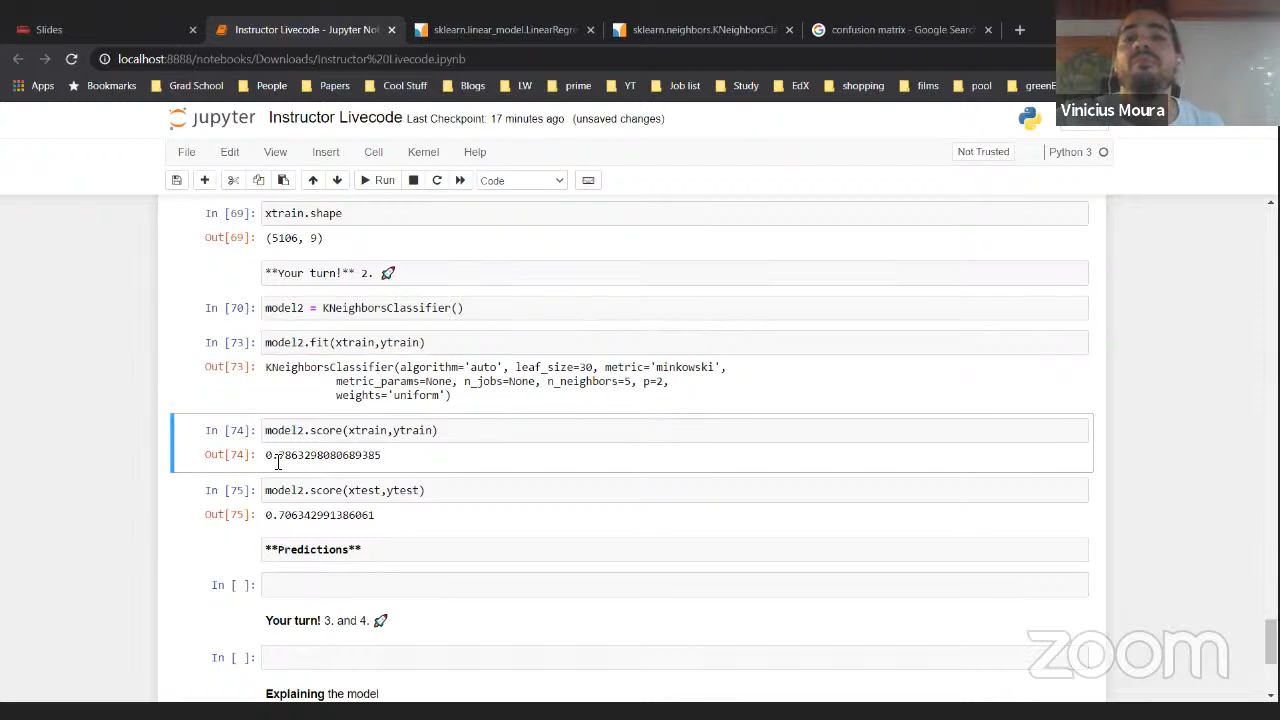 Slides
Instructor Livecode - Jupyter Not
sklearn.linear_model.LinearRegre
sklearn.neighbors.KNeighborsCla
confusion matrix - Google Search
localhost:8888/notebooks/Downloads/Instructor%20Livecode.ipynb
Apps
Bookmarks
Grad School
People
Papers
Cool Stuff
Blogs
LW
prime
YT
Job list
Study
EdX
shopping
films
pool
greenE
Vinicius Moura
jupyter Instructor Livecode Last Checkpoint: 17 minutes ago (unsaved changes)
File Edit View Insert Cell Kernel Help
Not Trusted
Python 3
Run
Code
In [69]: xtrain.shape
Out[69]: (5106, 9)
**Your turn!** 2. 🚀
In [70]: model2 = KNeighborsClassifier()
In [73]: model2.fit(xtrain,ytrain)
Out[73]: KNeighborsClassifier(algorithm='auto', leaf_size=30, metric='minkowski',
metric_params=None, n_jobs=None, n_neighbors=5, p=2,
weights='uniform')
In [74]: model2.score(xtrain,ytrain)
Out[74]: 0.7863298080689385
In [75]: model2.score(xtest,ytest)
Out[75]: 0.706342991386061
**Predictions**
In [ ]:
Your turn! 3. and 4. 🚀
In [ ]:
Explaining the model
zoom